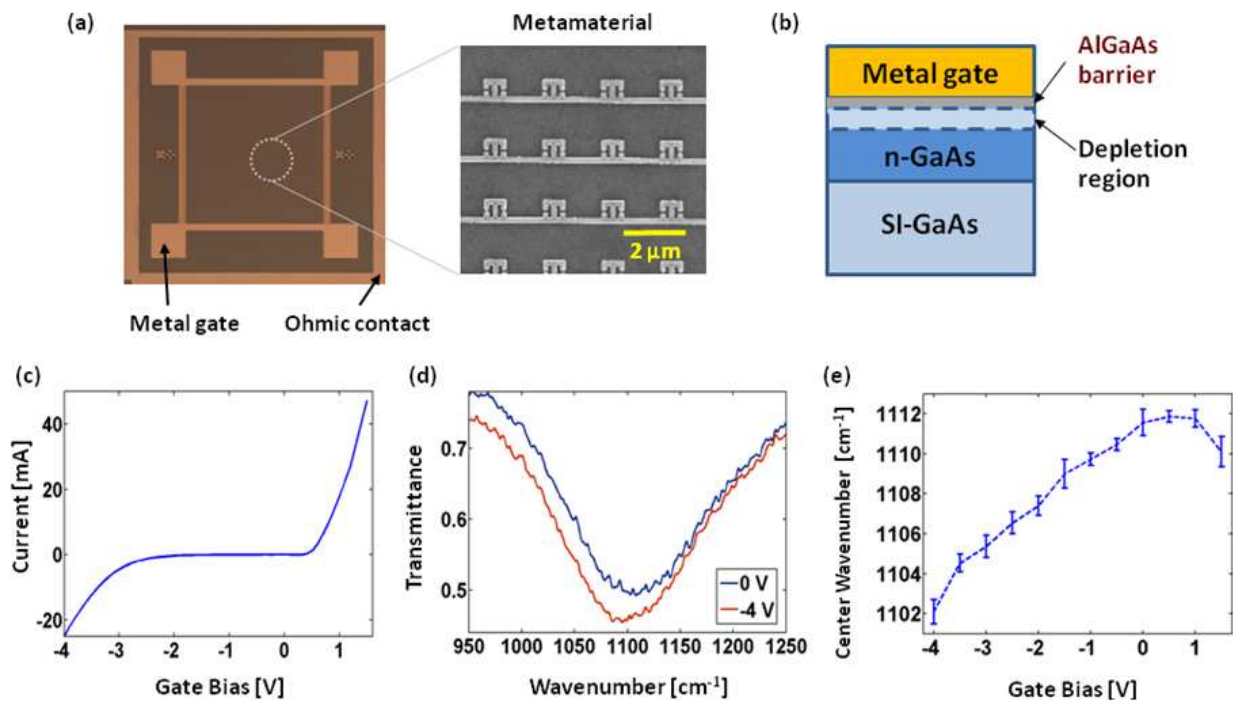 (a)
Metamaterial
2 μm
Metal gate
Ohmic contact
(b)
AlGaAs
barrier
Metal gate
n-GaAs
SI-GaAs
Depletion
region
(c)
Current [mA]
40
20
0
-20
-4
-3
-2
-1
0
1
Gate Bias [V]
(d)
Transmittance
0.7
0.6
0.5
0 V
-4 V
950
1000
1050
1100
1150
1200
1250
Wavenumber [cm⁻¹]
(e)
Center Wavenumber [cm⁻¹]
1112
1110
1108
1106
1104
1102
-4
-3
-2
-1
0
1
Gate Bias [V]